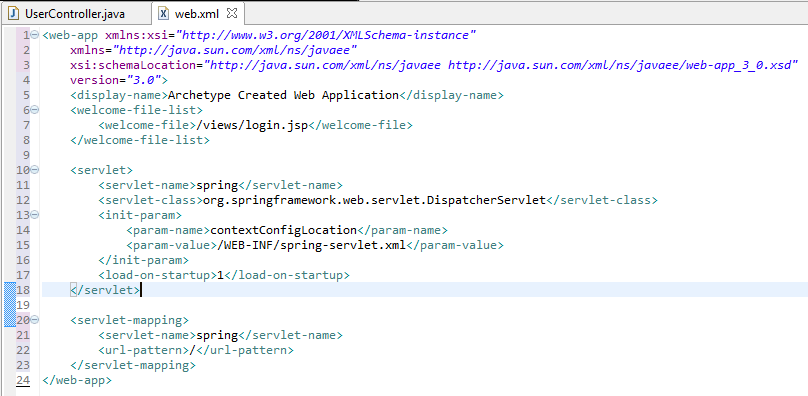 UserController.java web.xml
1 <web-app xmlns:xsi="http://www.w3.org/2001/XMLSchema-instance"
2 xmlns="http://java.sun.com/xml/ns/javaee"
3 xsi:schemaLocation="http://java.sun.com/xml/ns/javaee http://java.sun.com/xml/ns/javaee/web-app_3_0.xsd"
4 version="3.0">
5 <display-name>Archetype Created Web Application</display-name>
6 <welcome-file-list>
7 <welcome-file>/views/login.jsp</welcome-file>
8 </welcome-file-list>
9
10 <servlet>
11 <servlet-name>spring</servlet-name>
12 <servlet-class>org.springframework.web.servlet.DispatcherServlet</servlet-class>
13 <init-param>
14 <param-name>contextConfigLocation</param-name>
15 <param-value>/WEB-INF/spring-servlet.xml</param-value>
16 </init-param>
17 <load-on-startup>1</load-on-startup>
18 </servlet>
19
20 <servlet-mapping>
21 <servlet-name>spring</servlet-name>
22 <url-pattern>/</url-pattern>
23 </servlet-mapping>
24 </web-app>